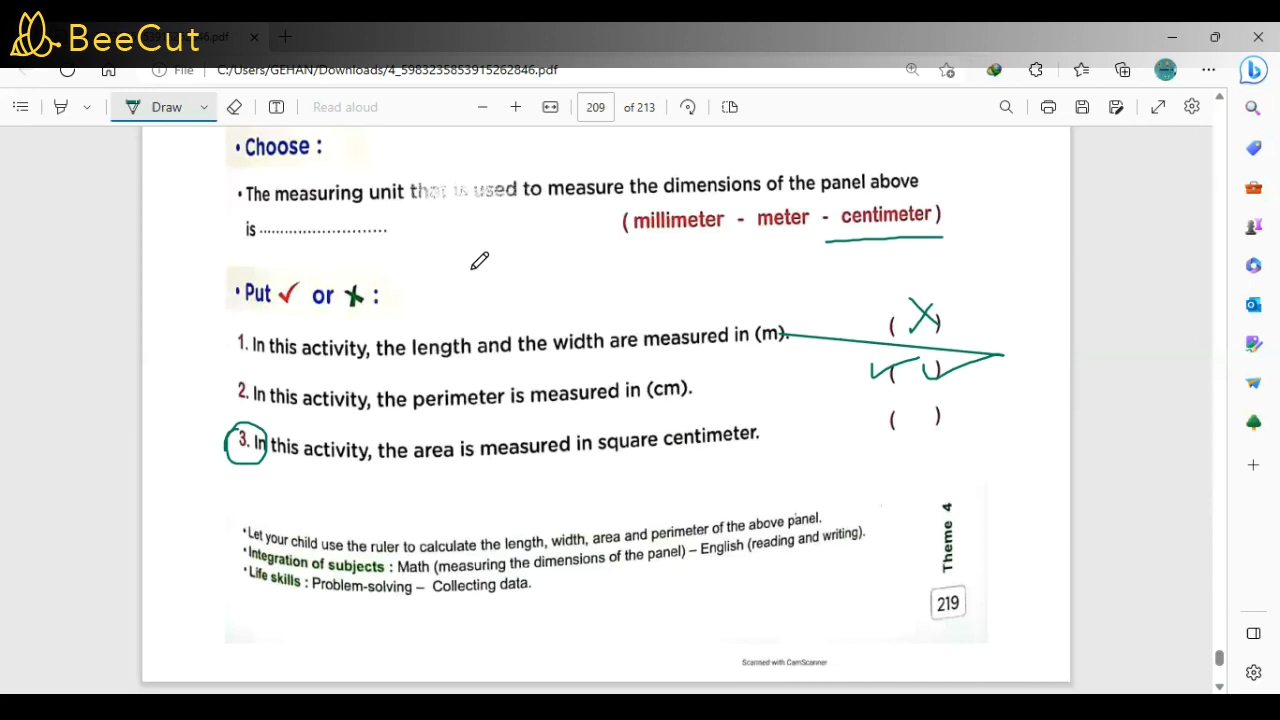 BeeCut
.pdf
File C:/Users/GEHAN/Downloads/4_5983235853915262846.pdf
Draw Read aloud 209 of 213
• Choose :
• The measuring unit that is used to measure the dimensions of the panel above
is ........................... ( millimeter - meter - centimeter )
• Put ✓ or ✗ :
1. In this activity, the length and the width are measured in (m). ( X )
2. In this activity, the perimeter is measured in (cm). ( ✓ )
3. In this activity, the area is measured in square centimeter. ( )
• Let your child use the ruler to calculate the length, width, area and perimeter of the above panel.
• Integration of subjects : Math (measuring the dimensions of the panel) – English (reading and writing).
• Life skills : Problem-solving – Collecting data.
Theme 4
219
Scanned with CamScanner